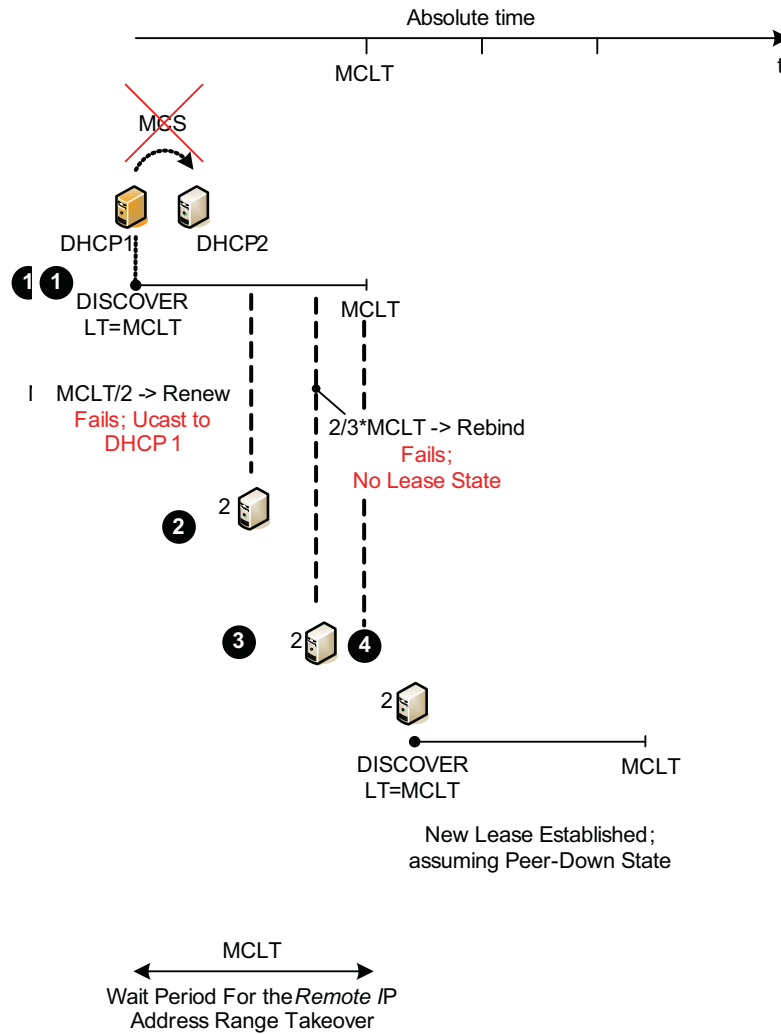 Absolute time
MCLT
t
MCS
DHCP1
DHCP2
1 1
DISCOVER
LT=MCLT
MCLT
MCLT/2 -> Renew
Fails; Ucast to
DHCP 1
2/3*MCLT -> Rebind
Fails;
No Lease State
2
2
3
2
4
2
DISCOVER
LT=MCLT
MCLT
New Lease Established;
assuming Peer-Down State
MCLT
Wait Period For the Remote IP
Address Range Takeover